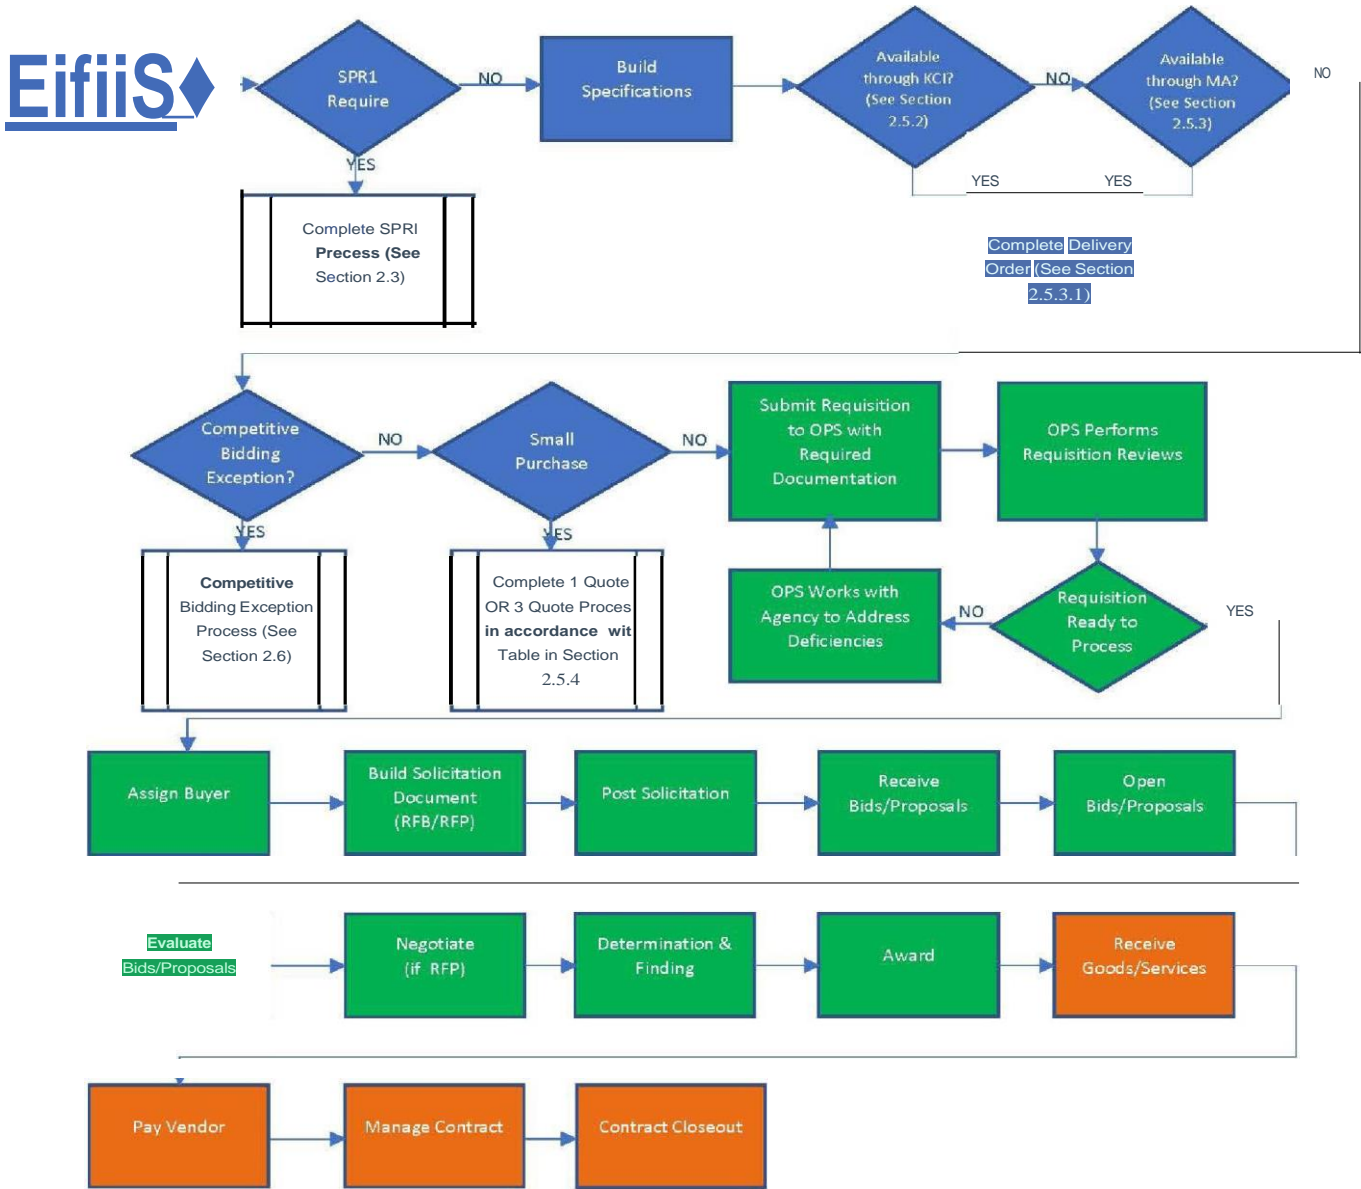 EifiiS
SPR1
Require
NO
Build
Specifications
Available
through KCI?
(See Section
2.5.2)
NO
Available
through MA?
(See Section
2.5.3)
NO
YES
YES
YES
Complete SPRI
Precess (See
Section 2.3)
Complete Delivery
Order (See Section
2.5.3.1)
Competitive
Bidding
Exception?
NO
Small
Purchase
NO
Submit Requisition
to OPS with
Required
Documentation
OPS Performs
Requisition Reviews
YES
YES
Competitive
Bidding Exception
Process (See
Section 2.6)
Complete 1 Quote
OR 3 Quote Proces
in accordance wit
Table in Section
2.5.4
OPS Works with
Agency to Address
Deficiencies
NO
Requisition
Ready to
Process
YES
Assign Buyer
Build Solicitation
Document
(RFB/RFP)
Post Solicitation
Receive
Bids/Proposals
Open
Bids/Proposals
Evaluate
Bids/Proposals
Negotiate
(if RFP)
Determination &
Finding
Award
Receive
Goods/Services
Pay Vendor
Manage Contract
Contract Closeout